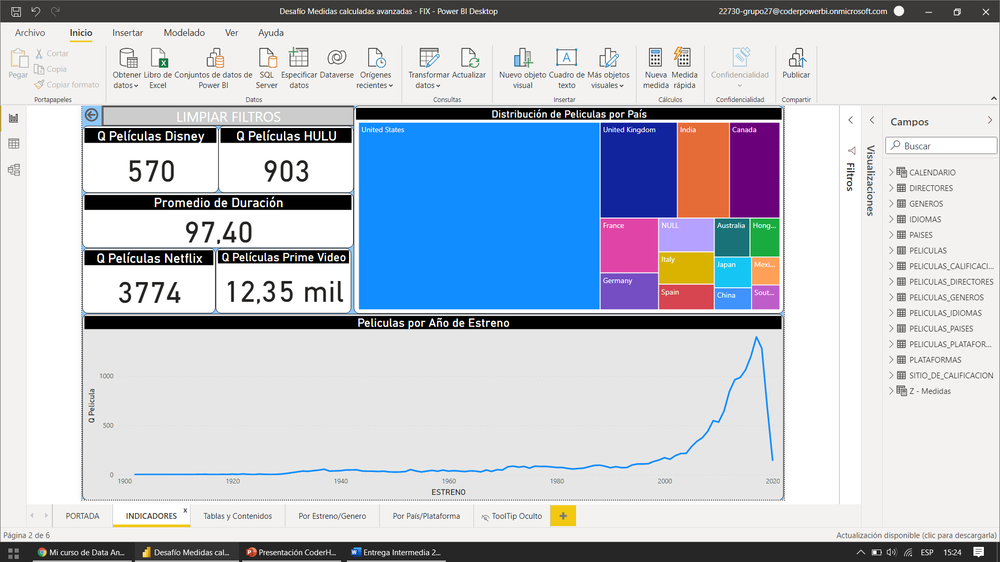 Desafío Medidas calculadas avanzadas - FIX - Power BI Desktop
22730-grupo27@coderpowerbi.onmicrosoft.com
Archivo
Inicio
Insertar
Modelado
Ver
Ayuda
Pegar
Cortar
Copia
Copiar formato
Portapapeles
Obtener datos
Libro de Excel
Conjuntos de datos de Power BI
SQL Server
Especificar datos
Dataverse
Orígenes recientes
Datos
Transformar datos
Actualizar
Consultas
Nuevo objeto visual
Cuadro de texto
Más objetos visuales
Insertar
Nueva medida
Medida rápida
Cálculos
Confidencialidad
Confidencialidad
Publicar
Compartir
LIMPIAR FILTROS
Q Películas Disney
570
Q Películas HULU
903
Promedio de Duración
97,40
Q Películas Netflix
3774
Q Películas Prime Video
12,35 mil
Distribución de Peliculas por País
United States
United Kingdom
India
Canada
France
NULL
Australia
Hong...
Italy
Japan
Mexi...
Germany
Spain
China
Sout...
Peliculas por Año de Estreno
Q Pelicula
1000
500
0
1900
1920
1940
1960
1980
2000
2020
ESTRENO
Filtros
Visualizaciones
Campos
Buscar
CALENDARIO
DIRECTORES
GENEROS
IDIOMAS
PAISES
PELICULAS
PELICULAS_CALIFICACI...
PELICULAS_DIRECTORES
PELICULAS_GENEROS
PELICULAS_IDIOMAS
PELICULAS_PAISES
PELICULAS_PLATAFOR...
PLATAFORMAS
SITIO_DE_CALIFICACION
Z - Medidas
PORTADA
INDICADORES
x
Tablas y Contenidos
Por Estreno/Genero
Por País/Plataforma
ToolTip Oculto
Página 2 de 6
Actualización disponible (clic para descargarla)
Mi curso de Data An...
Desafío Medidas cal...
Presentación CoderH...
Entrega Intermedia 2...
ESP
15:24